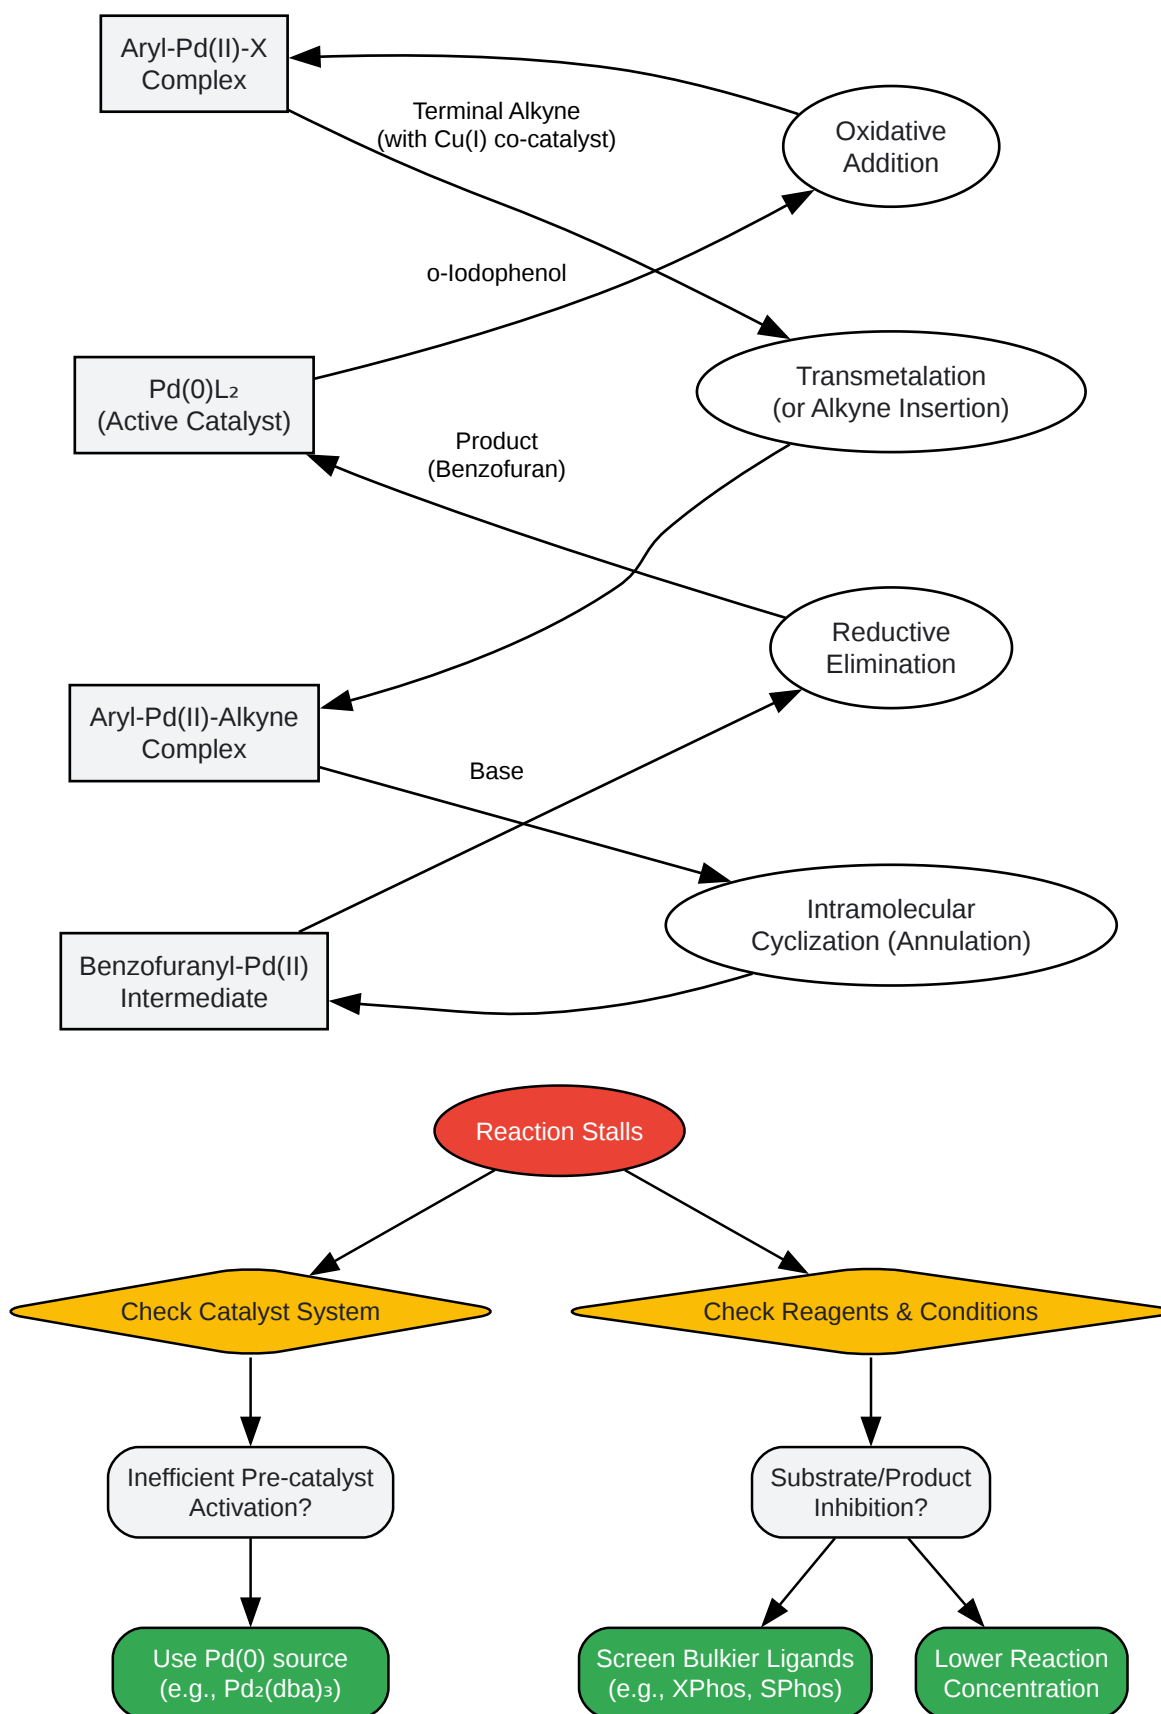 Aryl-Pd(II)-X
Complex
Terminal Alkyne
(with Cu(I) co-catalyst)
Oxidative
Addition
o-Iodophenol
Pd(0)L₂
(Active Catalyst)
Transmetalation
(or Alkyne Insertion)
Product
(Benzofuran)
Reductive
Elimination
Aryl-Pd(II)-Alkyne
Complex
Base
Intramolecular
Cyclization (Annulation)
Benzofuranyl-Pd(II)
Intermediate
Reaction Stalls
Check Catalyst System
Check Reagents & Conditions
Inefficient Pre-catalyst
Activation?
Substrate/Product
Inhibition?
Use Pd(0) source
(e.g., Pd₂(dba)₃)
Screen Bulkier Ligands
(e.g., XPhos, SPhos)
Lower Reaction
Concentration